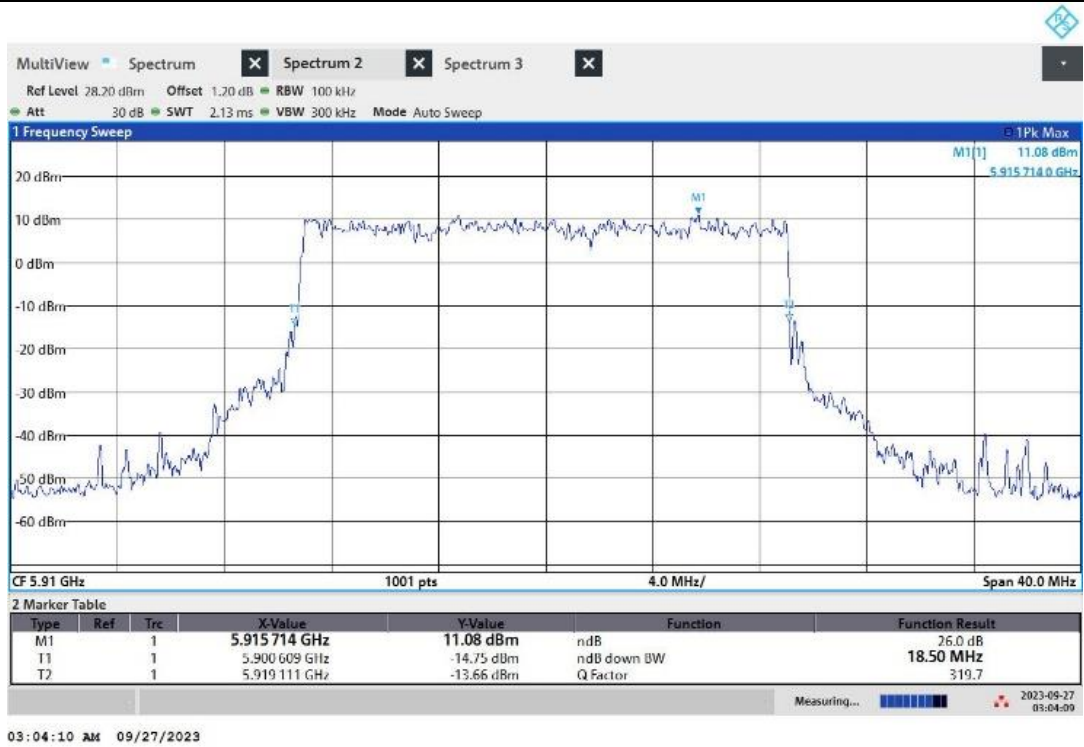 R&S
MultiView Spectrum X Spectrum 2 X Spectrum 3 X
Ref Level 28.20 dBm Offset 1.20 dB RBW 100 kHz
Att 30 dB SWT 2.13 ms VBW 300 kHz Mode Auto Sweep
1 Frequency Sweep 1Pk Max
M1[1] 11.08 dBm
5.915 714 0 GHz
20 dBm
M1
10 dBm
0 dBm
-10 dBm
T1 T2
-20 dBm
-30 dBm
-40 dBm
-50 dBm
-60 dBm
CF 5.91 GHz 1001 pts 4.0 MHz/ Span 40.0 MHz
2 Marker Table
Type Ref Trc X-Value Y-Value Function Function Result
M1 1 5.915 714 GHz 11.08 dBm ndB 26.0 dB
T1 1 5.900 609 GHz -14.75 dBm ndB down BW 18.50 MHz
T2 1 5.919 111 GHz -13.66 dBm Q Factor 319.7
Measuring... 2023-09-27
03:04:09
03:04:10 AM 09/27/2023